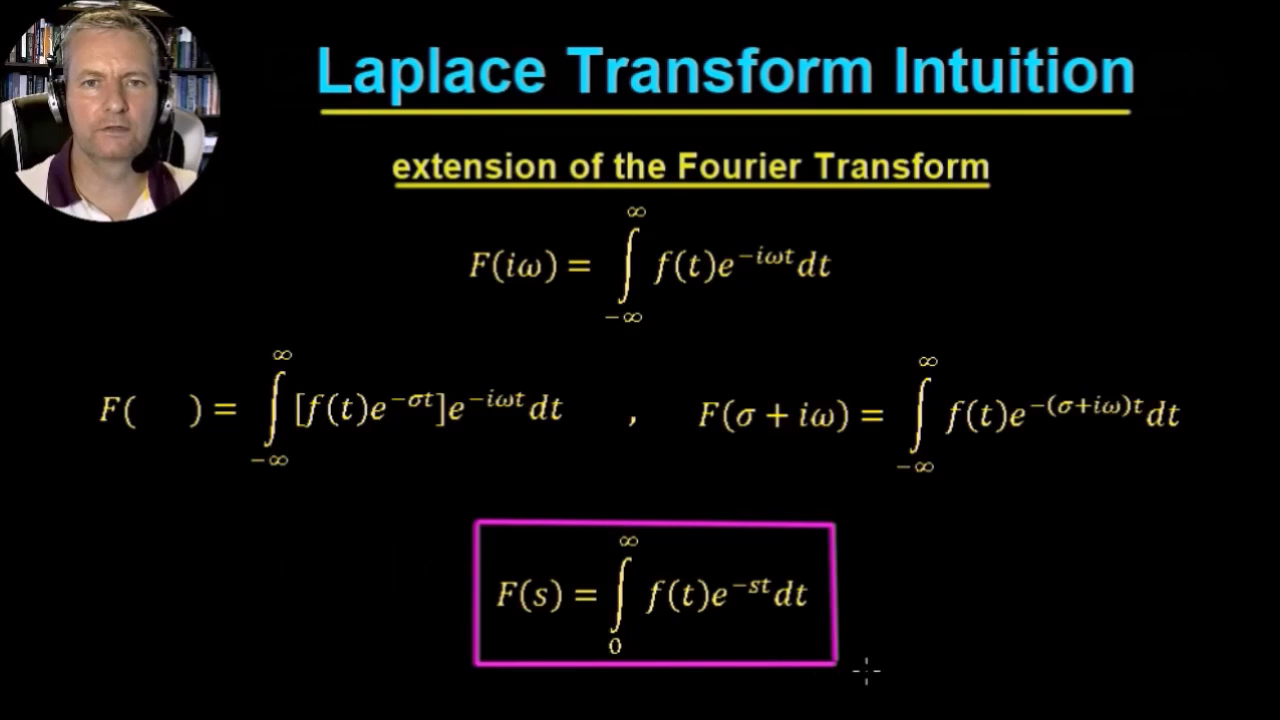 Laplace Transform Intuition
extension of the Fourier Transform
F(iω) = ∫_{-∞}^{∞} f(t)e^{-iωt}dt
F(    ) = ∫_{-∞}^{∞} [f(t)e^{-σt}]e^{-iωt}dt , F(σ + iω) = ∫_{-∞}^{∞} f(t)e^{-(σ+iω)t}dt
F(s) = ∫_{0}^{∞} f(t)e^{-st}dt